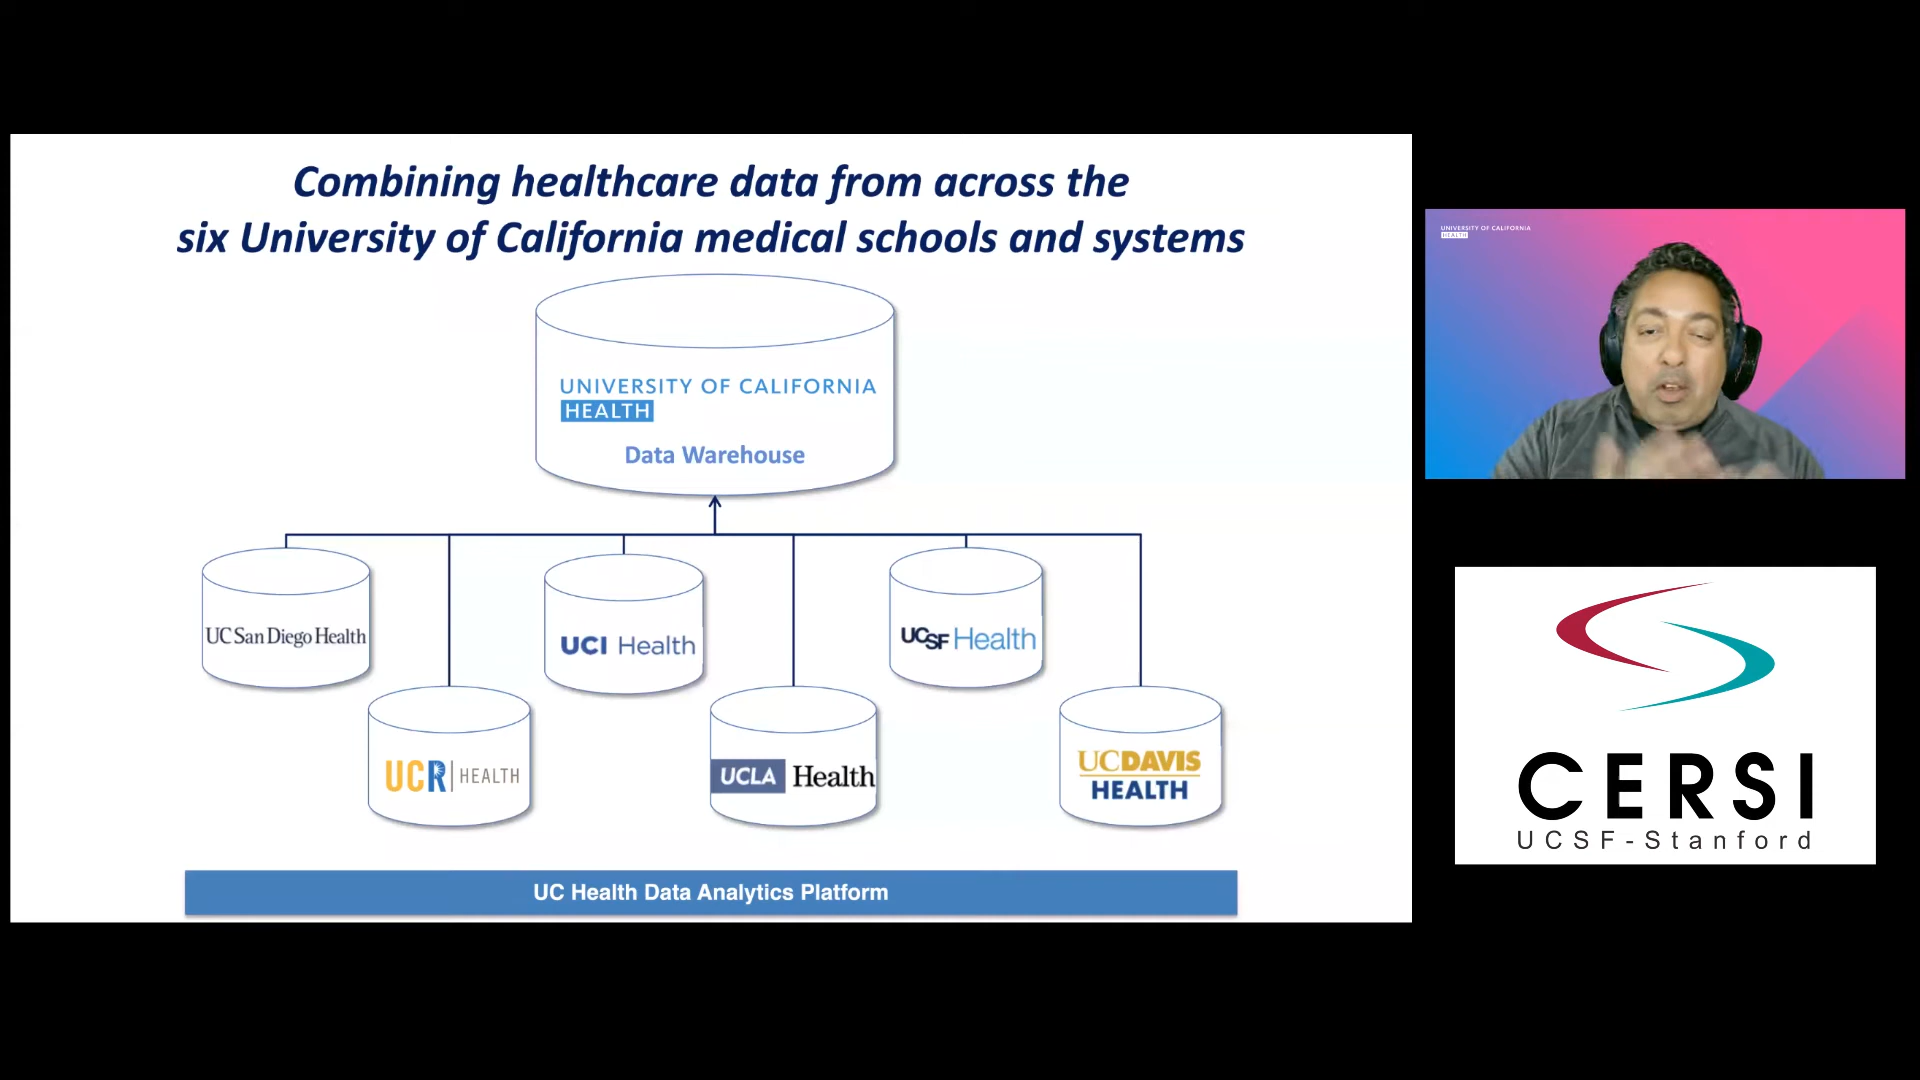 Combining healthcare data from across the
six University of California medical schools and systems
UNIVERSITY OF CALIFORNIA
HEALTH
Data Warehouse
UC San Diego Health
UCI Health
UCSF Health
UCR HEALTH
UCLA Health
UCDAVIS
HEALTH
UC Health Data Analytics Platform
UNIVERSITY OF CALIFORNIA
HEALTH
CERSI
UCSF-Stanford